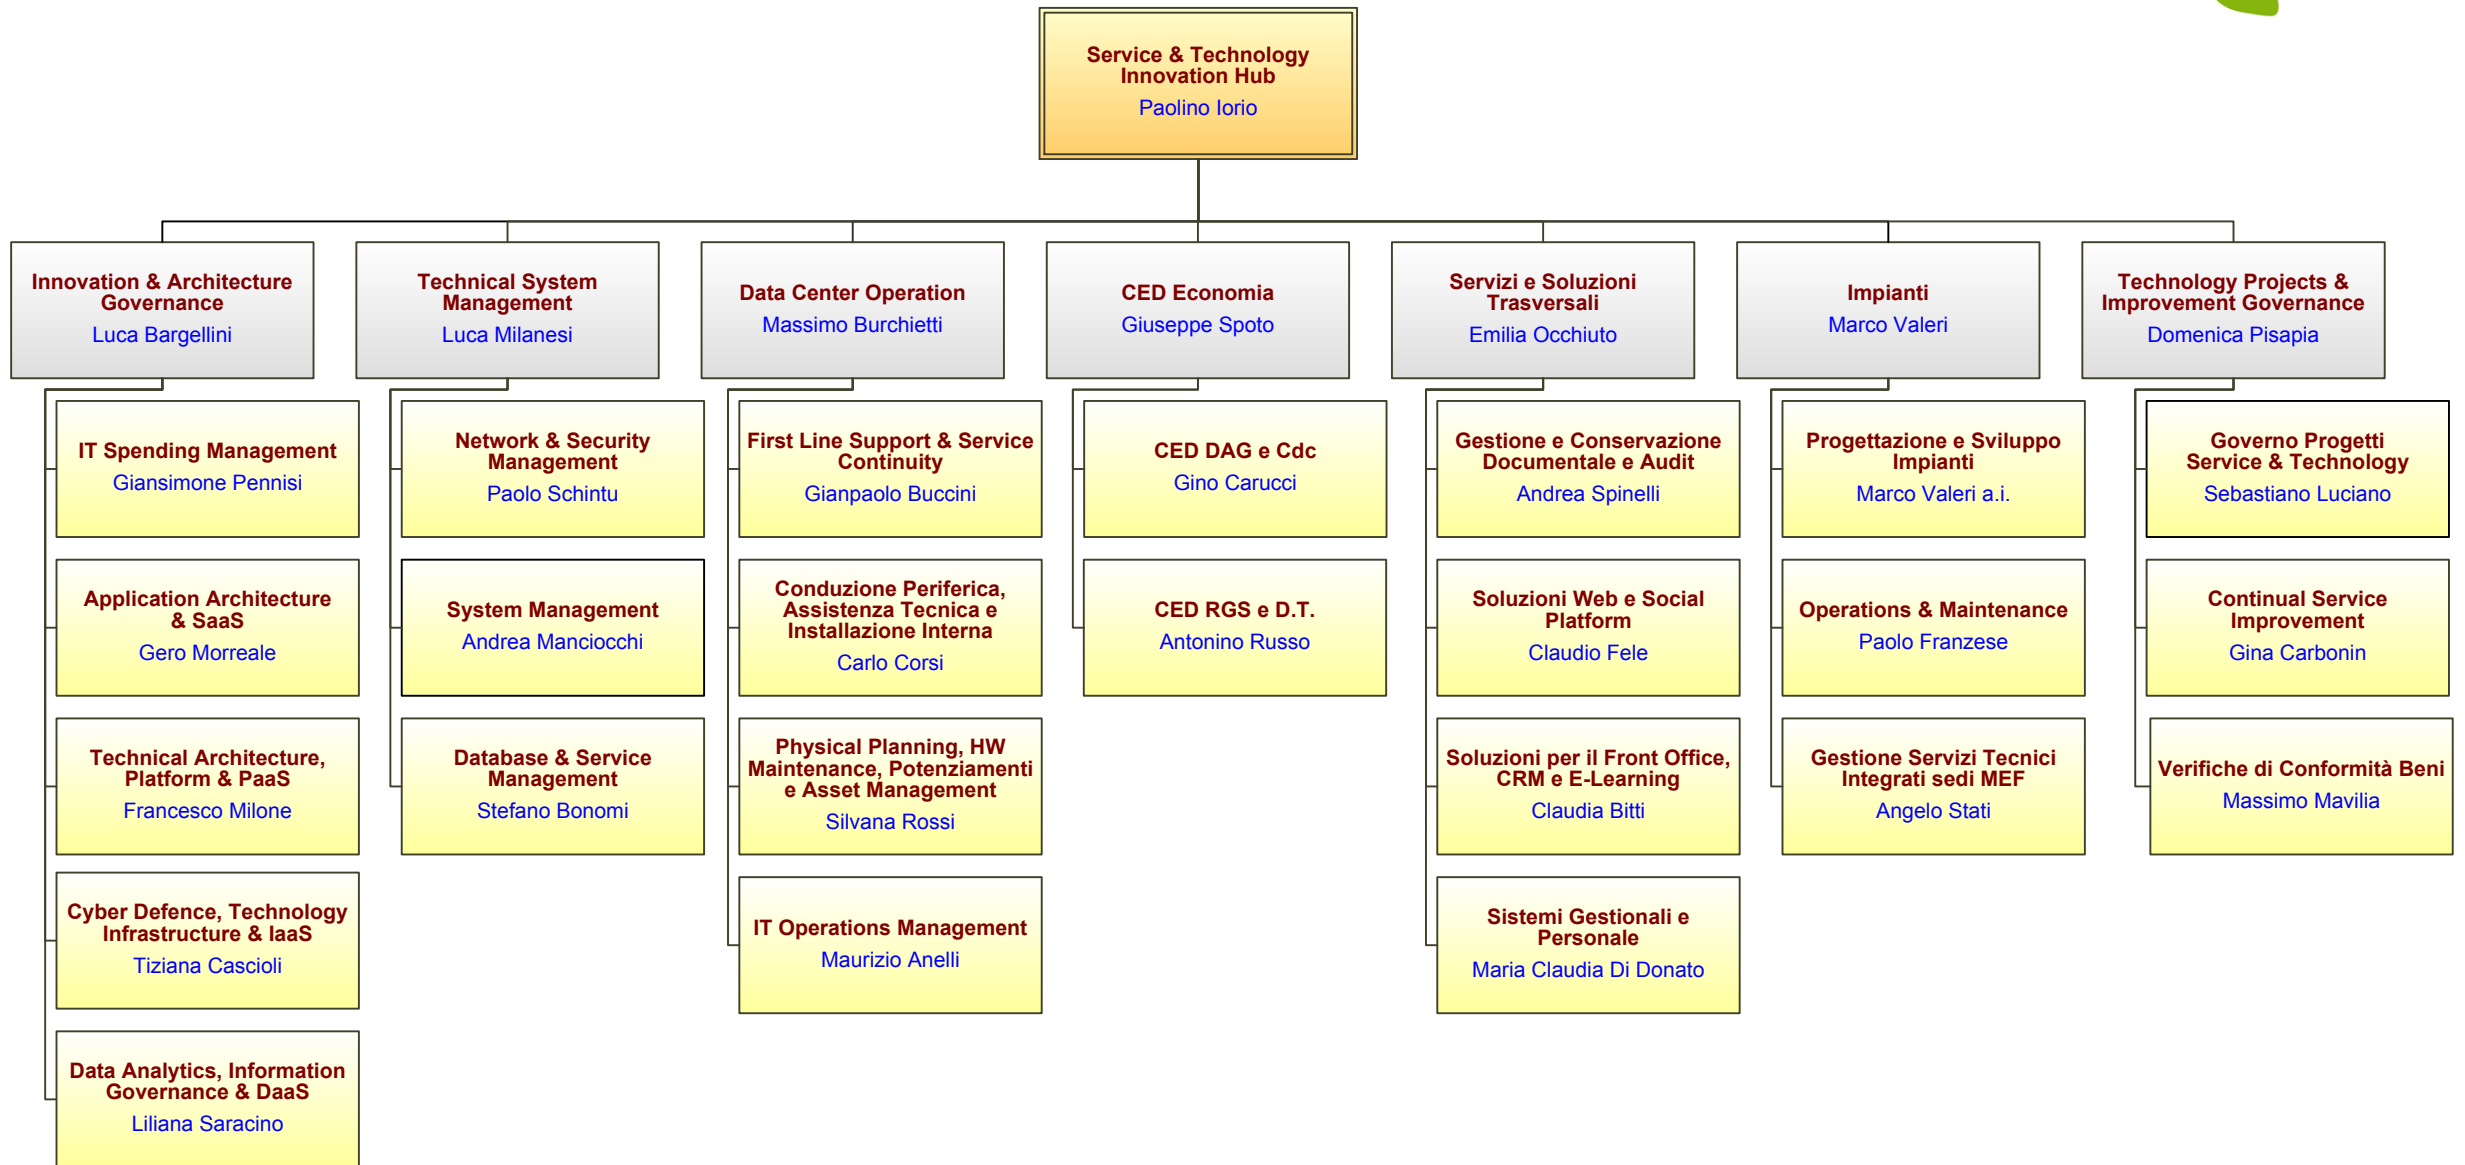 Service & Technology
Innovation Hub
Paolino Iorio
Innovation & Architecture
Governance
Luca Bargellini
Technical System
Management
Luca Milanesi
Data Center Operation
Massimo Burchietti
CED Economia
Giuseppe Spoto
Servizi e Soluzioni
Trasversali
Emilia Occhiuto
Impianti
Marco Valeri
Technology Projects &
Improvement Governance
Domenica Pisapia
IT Spending Management
Giansimone Pennisi
Network & Security
Management
Paolo Schintu
First Line Support & Service
Continuity
Gianpaolo Buccini
CED DAG e Cdc
Gino Carucci
Gestione e Conservazione
Documentale e Audit
Andrea Spinelli
Progettazione e Sviluppo
Impianti
Marco Valeri a.i.
Governo Progetti
Service & Technology
Sebastiano Luciano
Application Architecture
& SaaS
Gero Morreale
System Management
Andrea Manciocchi
Conduzione Periferica,
Assistenza Tecnica e
Installazione Interna
Carlo Corsi
CED RGS e D.T.
Antonino Russo
Soluzioni Web e Social
Platform
Claudio Fele
Operations & Maintenance
Paolo Franzese
Continual Service
Improvement
Gina Carbonin
Technical Architecture,
Platform & PaaS
Francesco Milone
Database & Service
Management
Stefano Bonomi
Physical Planning, HW
Maintenance, Potenziamenti
e Asset Management
Silvana Rossi
Soluzioni per il Front Office,
CRM e E-Learning
Claudia Bitti
Gestione Servizi Tecnici
Integrati sedi MEF
Angelo Stati
Verifiche di Conformità Beni
Massimo Mavilia
Cyber Defence, Technology
Infrastructure & IaaS
Tiziana Cascioli
IT Operations Management
Maurizio Anelli
Sistemi Gestionali e
Personale
Maria Claudia Di Donato
Data Analytics, Information
Governance & DaaS
Liliana Saracino